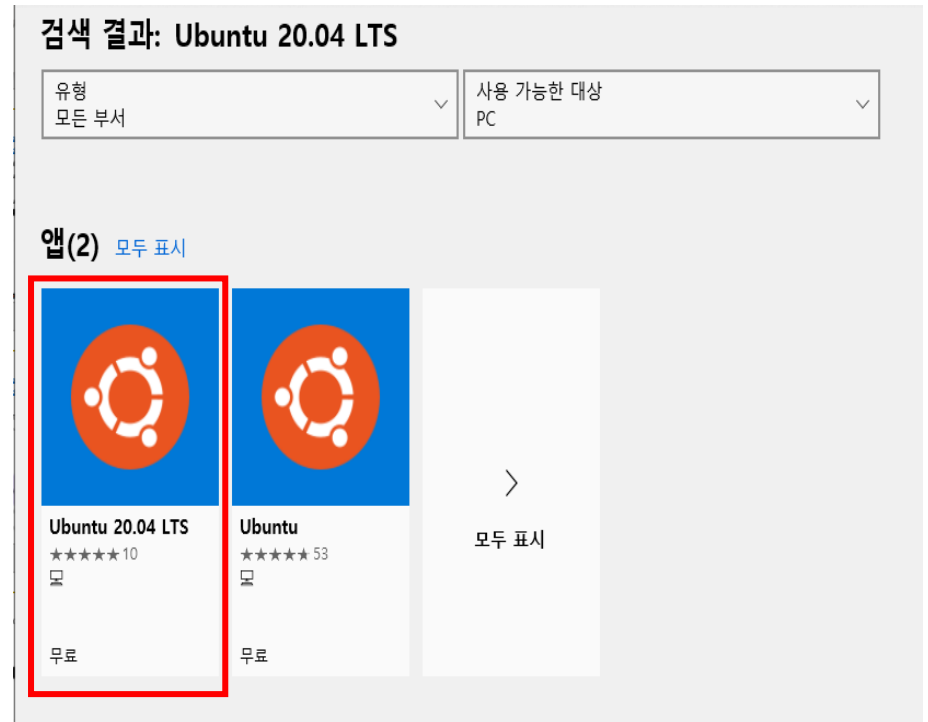 검색 결과: Ubuntu 20.04 LTS
유형
모든 부서
사용 가능한 대상
PC
앱(2) 모두 표시
Ubuntu 20.04 LTS
★★★★★ 10
무료
Ubuntu
★★★★★ 53
무료
모두 표시